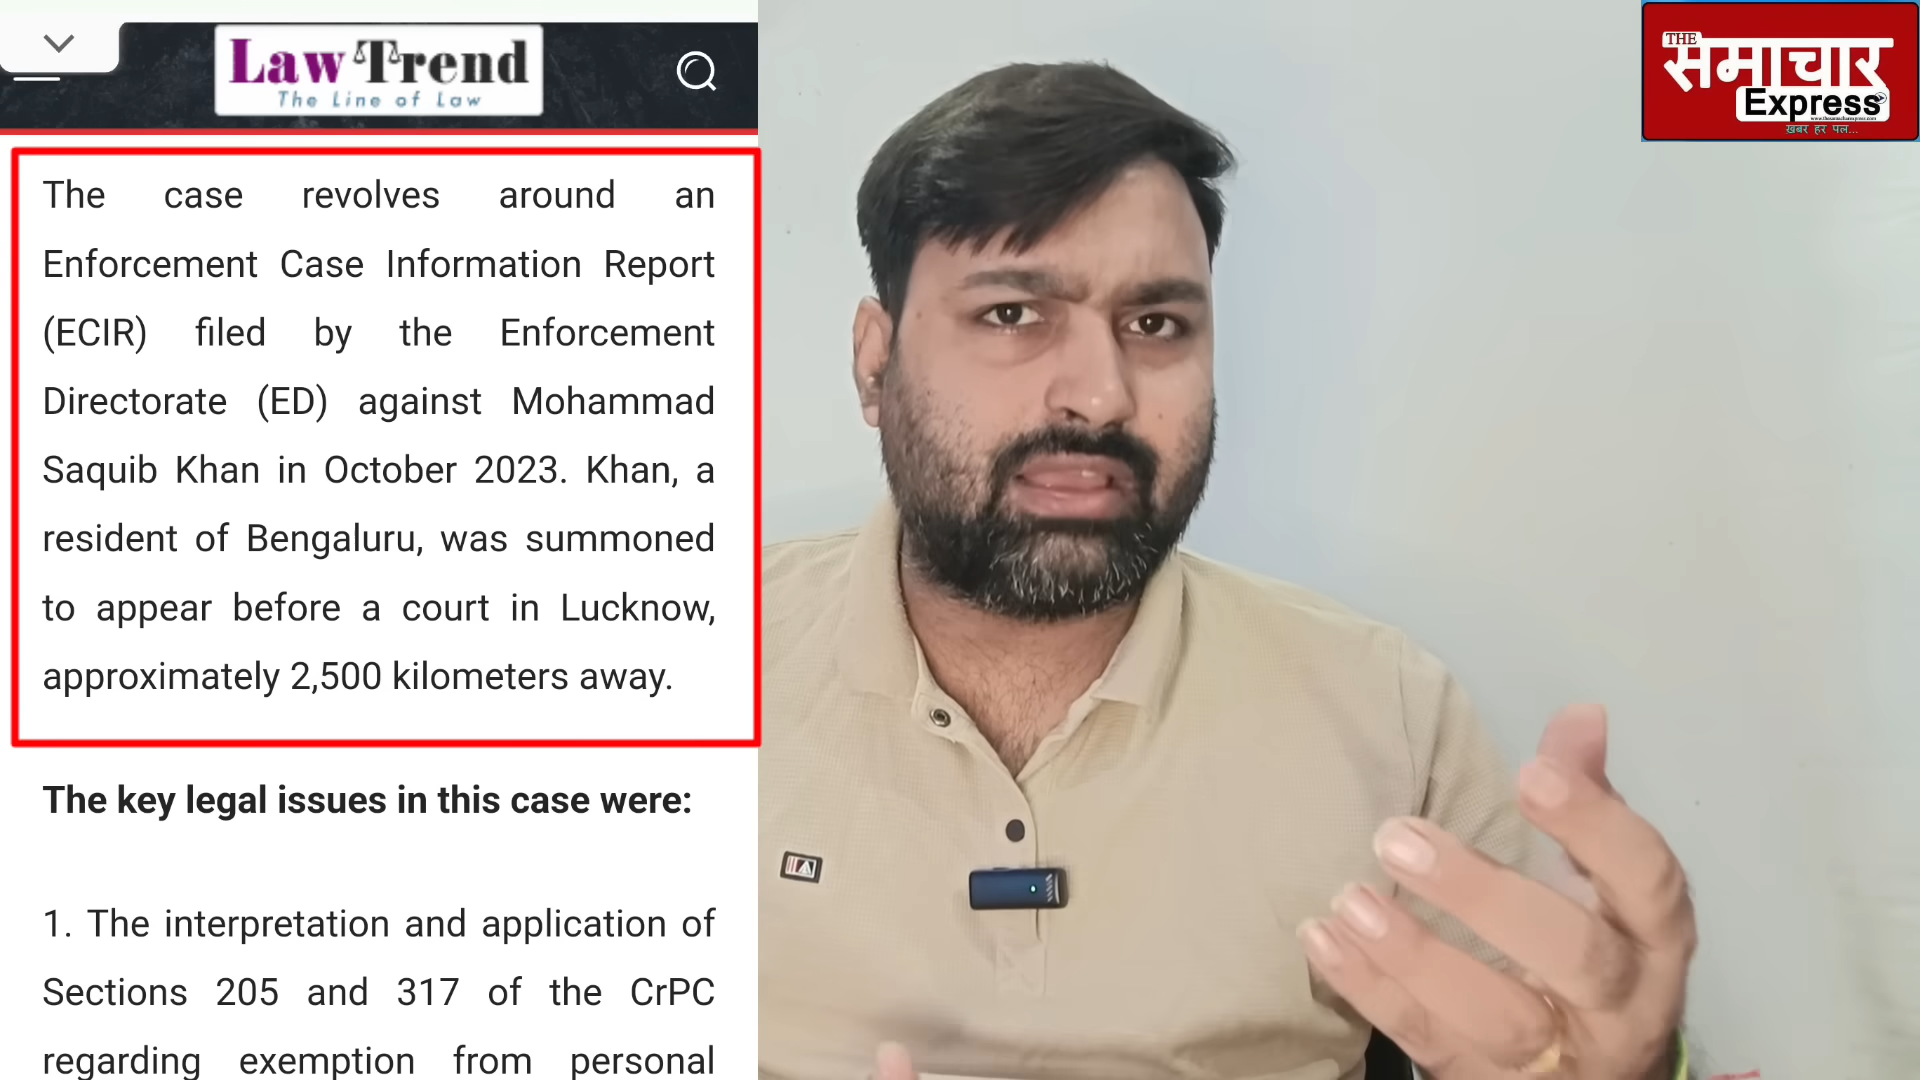 Law Trend
The Line of Law
The case revolves around an
Enforcement Case Information Report
(ECIR) filed by the Enforcement
Directorate (ED) against Mohammad
Saquib Khan in October 2023. Khan, a
resident of Bengaluru, was summoned
to appear before a court in Lucknow,
approximately 2,500 kilometers away.
The key legal issues in this case were:
1. The interpretation and application of
Sections 205 and 317 of the CrPC
regarding exemption from personal
THE
समाचार
Express
www.thesamacharexpress.com
ख़बर हर पल...